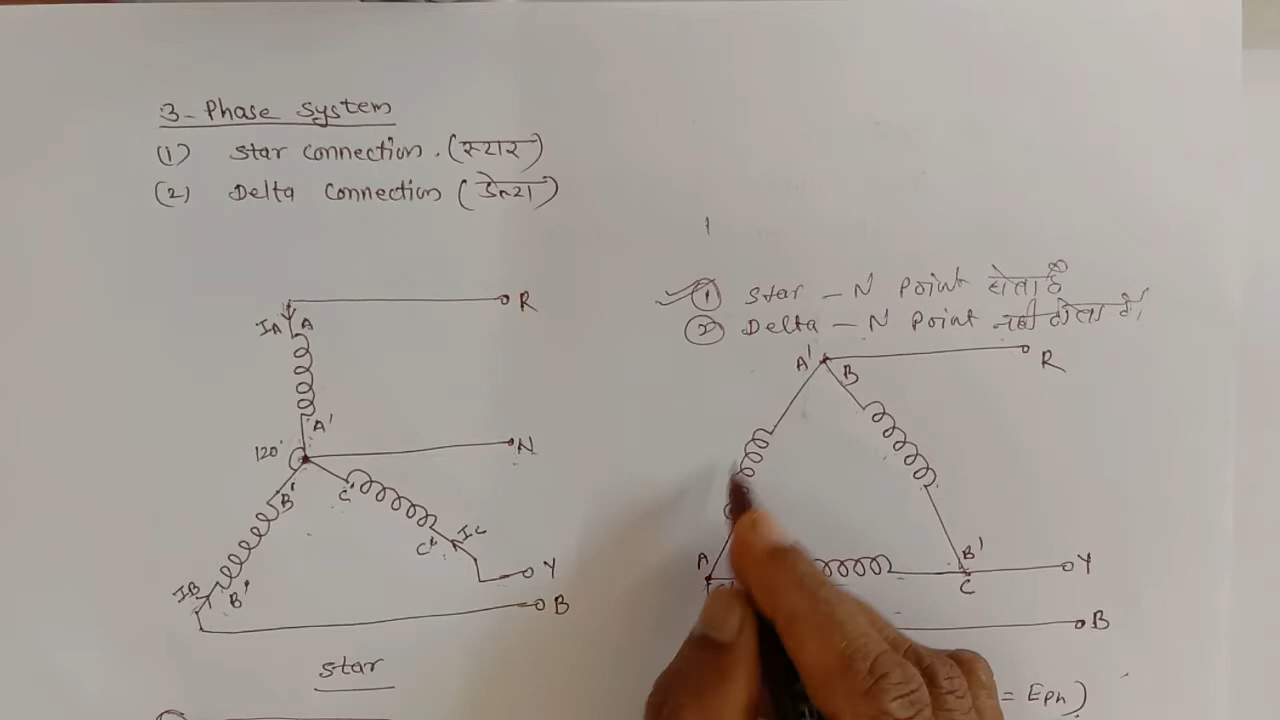 3-Phase System
(1) Star Connection. (स्टार)
(2) Delta Connection (डेल्टा)
① Star - N Point होता है
② Delta - N Point नही होता है।
IA A
R
A'
120°
N
B'
C'
IC
C'
IB
B'
Y
B
Star
A'
B
R
A
B'
Y
C
B
= Eph)